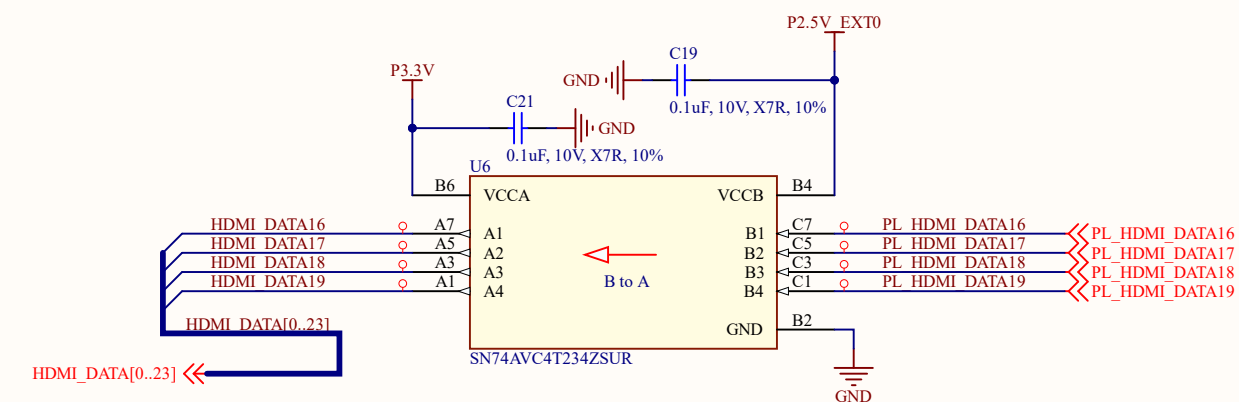 P2.5V_EXT0
C19
P3.3V
GND
0.1uF, 10V, X7R, 10%
C21
GND
0.1uF, 10V, X7R, 10%
U6
B6 VCCA VCCB B4
HDMI_DATA16 A7 A1 B1 C7 PL_HDMI_DATA16 PL_HDMI_DATA16
HDMI_DATA17 A5 A2 B2 C5 PL_HDMI_DATA17 PL_HDMI_DATA17
HDMI_DATA18 A3 A3 B3 C3 PL_HDMI_DATA18 PL_HDMI_DATA18
B to A
HDMI_DATA19 A1 A4 B4 C1 PL_HDMI_DATA19 PL_HDMI_DATA19
HDMI_DATA[0..23] GND B2
SN74AVC4T234ZSUR
HDMI_DATA[0..23]
GND